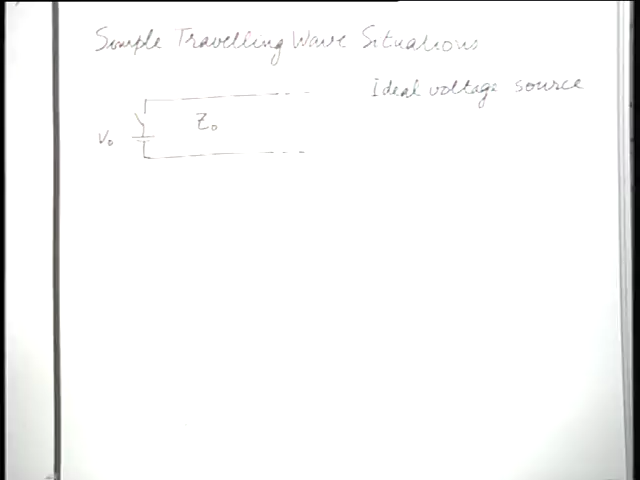 Simple Travelling Wave Situations
Ideal voltage source
Z₀
V₀